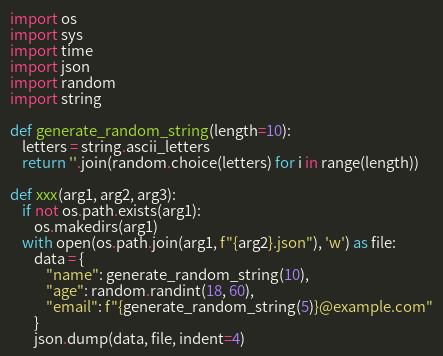 import os
import sys
import time
import json
import random
import string

def generate_random_string(length=10):
    letters = string.ascii_letters
    return ''.join(random.choice(letters) for i in range(length))

def xxx(arg1, arg2, arg3):
    if not os.path.exists(arg1):
        os.makedirs(arg1)
    with open(os.path.join(arg1, f"{arg2}.json"), 'w') as file:
        data = {
            "name": generate_random_string(10),
            "age": random.randint(18, 60),
            "email": f"{generate_random_string(5)}@example.com"
        }
        json.dump(data, file, indent=4)